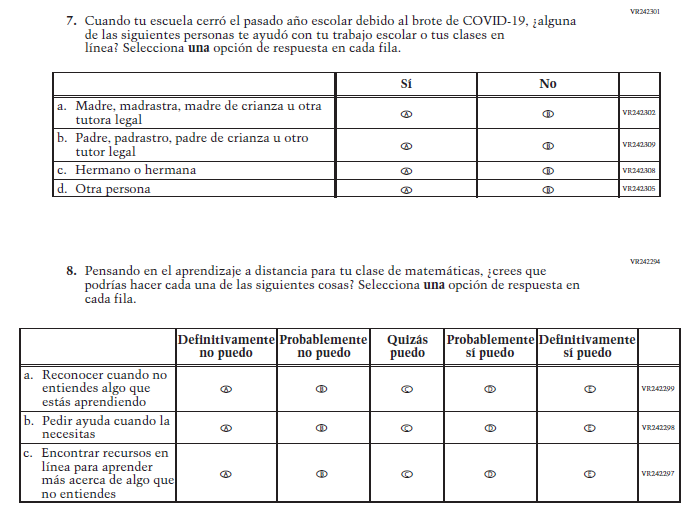 VR242301
7. Cuando tu escuela cerró el pasado año escolar debido al brote de COVID-19, ¿alguna
de las siguientes personas te ayudó con tu trabajo escolar o tus clases en
línea? Selecciona una opción de respuesta en cada fila.
Sí No
a. Madre, madrastra, madre de crianza u otra
tutora legal
A B VR242302
b. Padre, padrastro, padre de crianza u otro
tutor legal
A B VR242309
c. Hermano o hermana A B VR242308
d. Otra persona A B VR242305
VR242294
8. Pensando en el aprendizaje a distancia para tu clase de matemáticas, ¿crees que
podrías hacer cada una de las siguientes cosas? Selecciona una opción de respuesta en
cada fila.
Definitivamente Probablemente Quizás Probablemente Definitivamente
no puedo no puedo puedo sí puedo sí puedo
a. Reconocer cuando no
entiendes algo que
estás aprendiendo
A B C D E VR242299
b. Pedir ayuda cuando la
necesitas
A B C D E VR242298
c. Encontrar recursos en
línea para aprender
más acerca de algo que
no entiendes
A B C D E VR242297